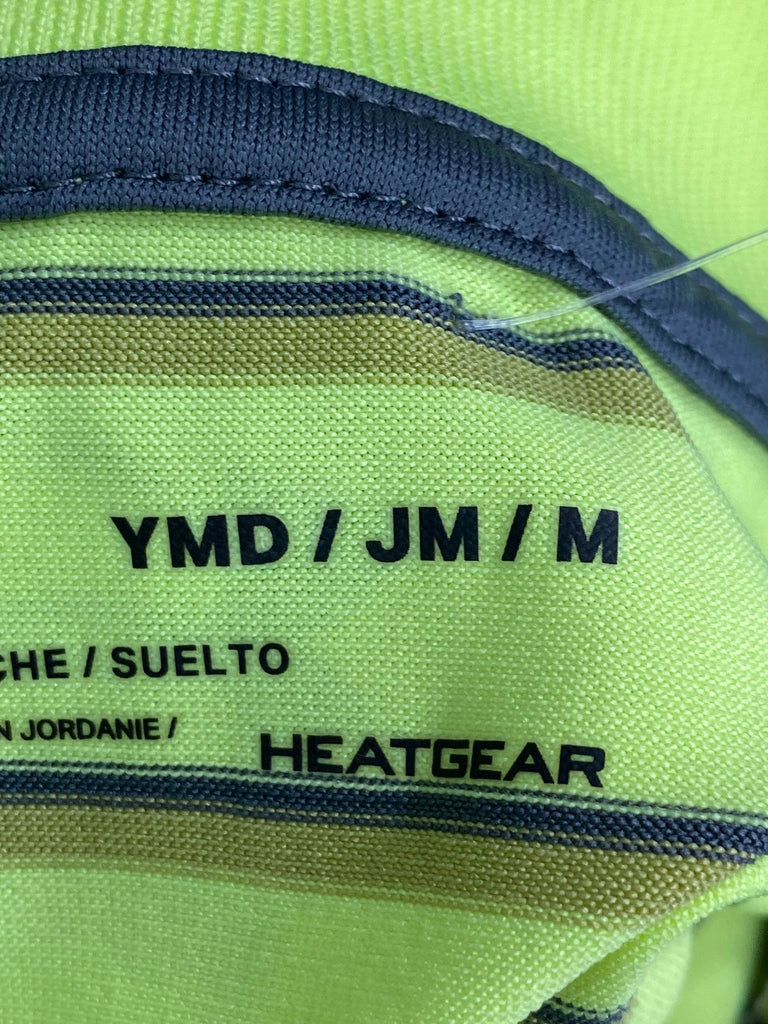 YMD / JM / M
CHE / SUELTO
N JORDANIE /
HEATGEAR